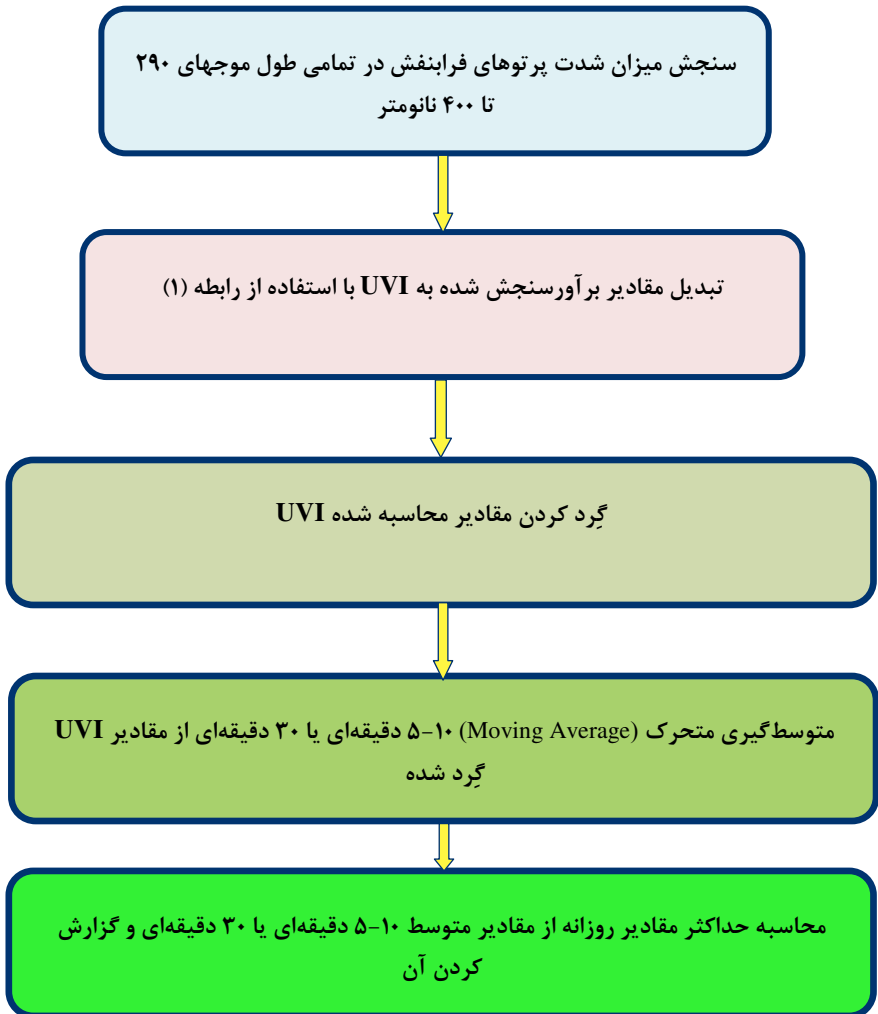 سنجش میزان شدت پرتوهای فرابنفش در تمامی طول موجهای ۲۹۰
تا ۴۰۰ نانومتر
تبدیل مقادیر برآورسنجش شده به UVI با استفاده از رابطه (۱)
گِرد کردن مقادیر محاسبه شده UVI
متوسط‌گیری متحرک (Moving Average) ۵-۱۰ دقیقه‌ای یا ۳۰ دقیقه‌ای از مقادیر UVI
گِرد شده
محاسبه حداکثر مقادیر روزانه از مقادیر متوسط ۵-۱۰ دقیقه‌ای یا ۳۰ دقیقه‌ای و گزارش
کردن آن